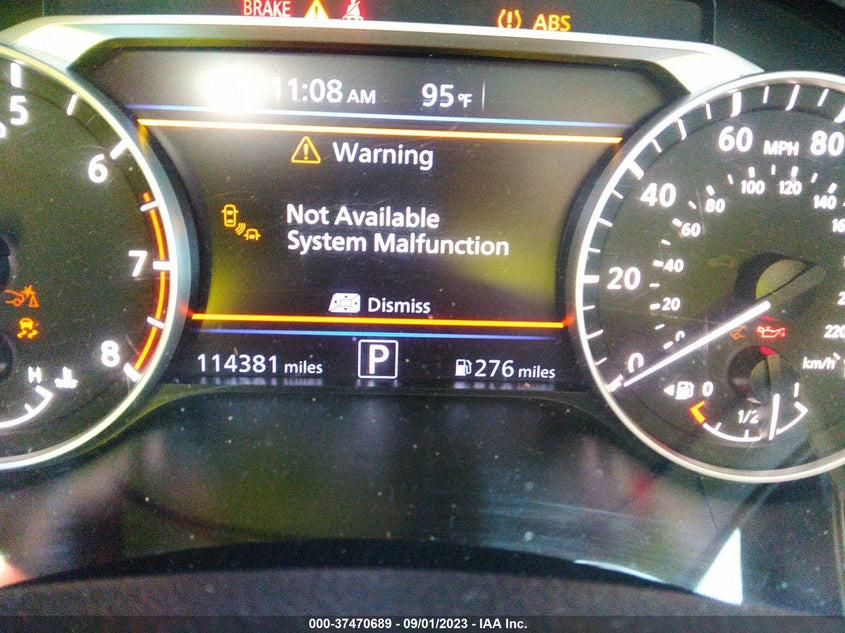 BRAKE
ABS
11:08 AM 95°F
Warning
Not Available
System Malfunction
Dismiss
114381 miles P 276 miles
5
6
7
8
H
0
20
40
60
80
MPH
20
40
60
80
100
120
140
220
km/h
0
1/2
1
000-37470689 - 09/01/2023 - IAA Inc.